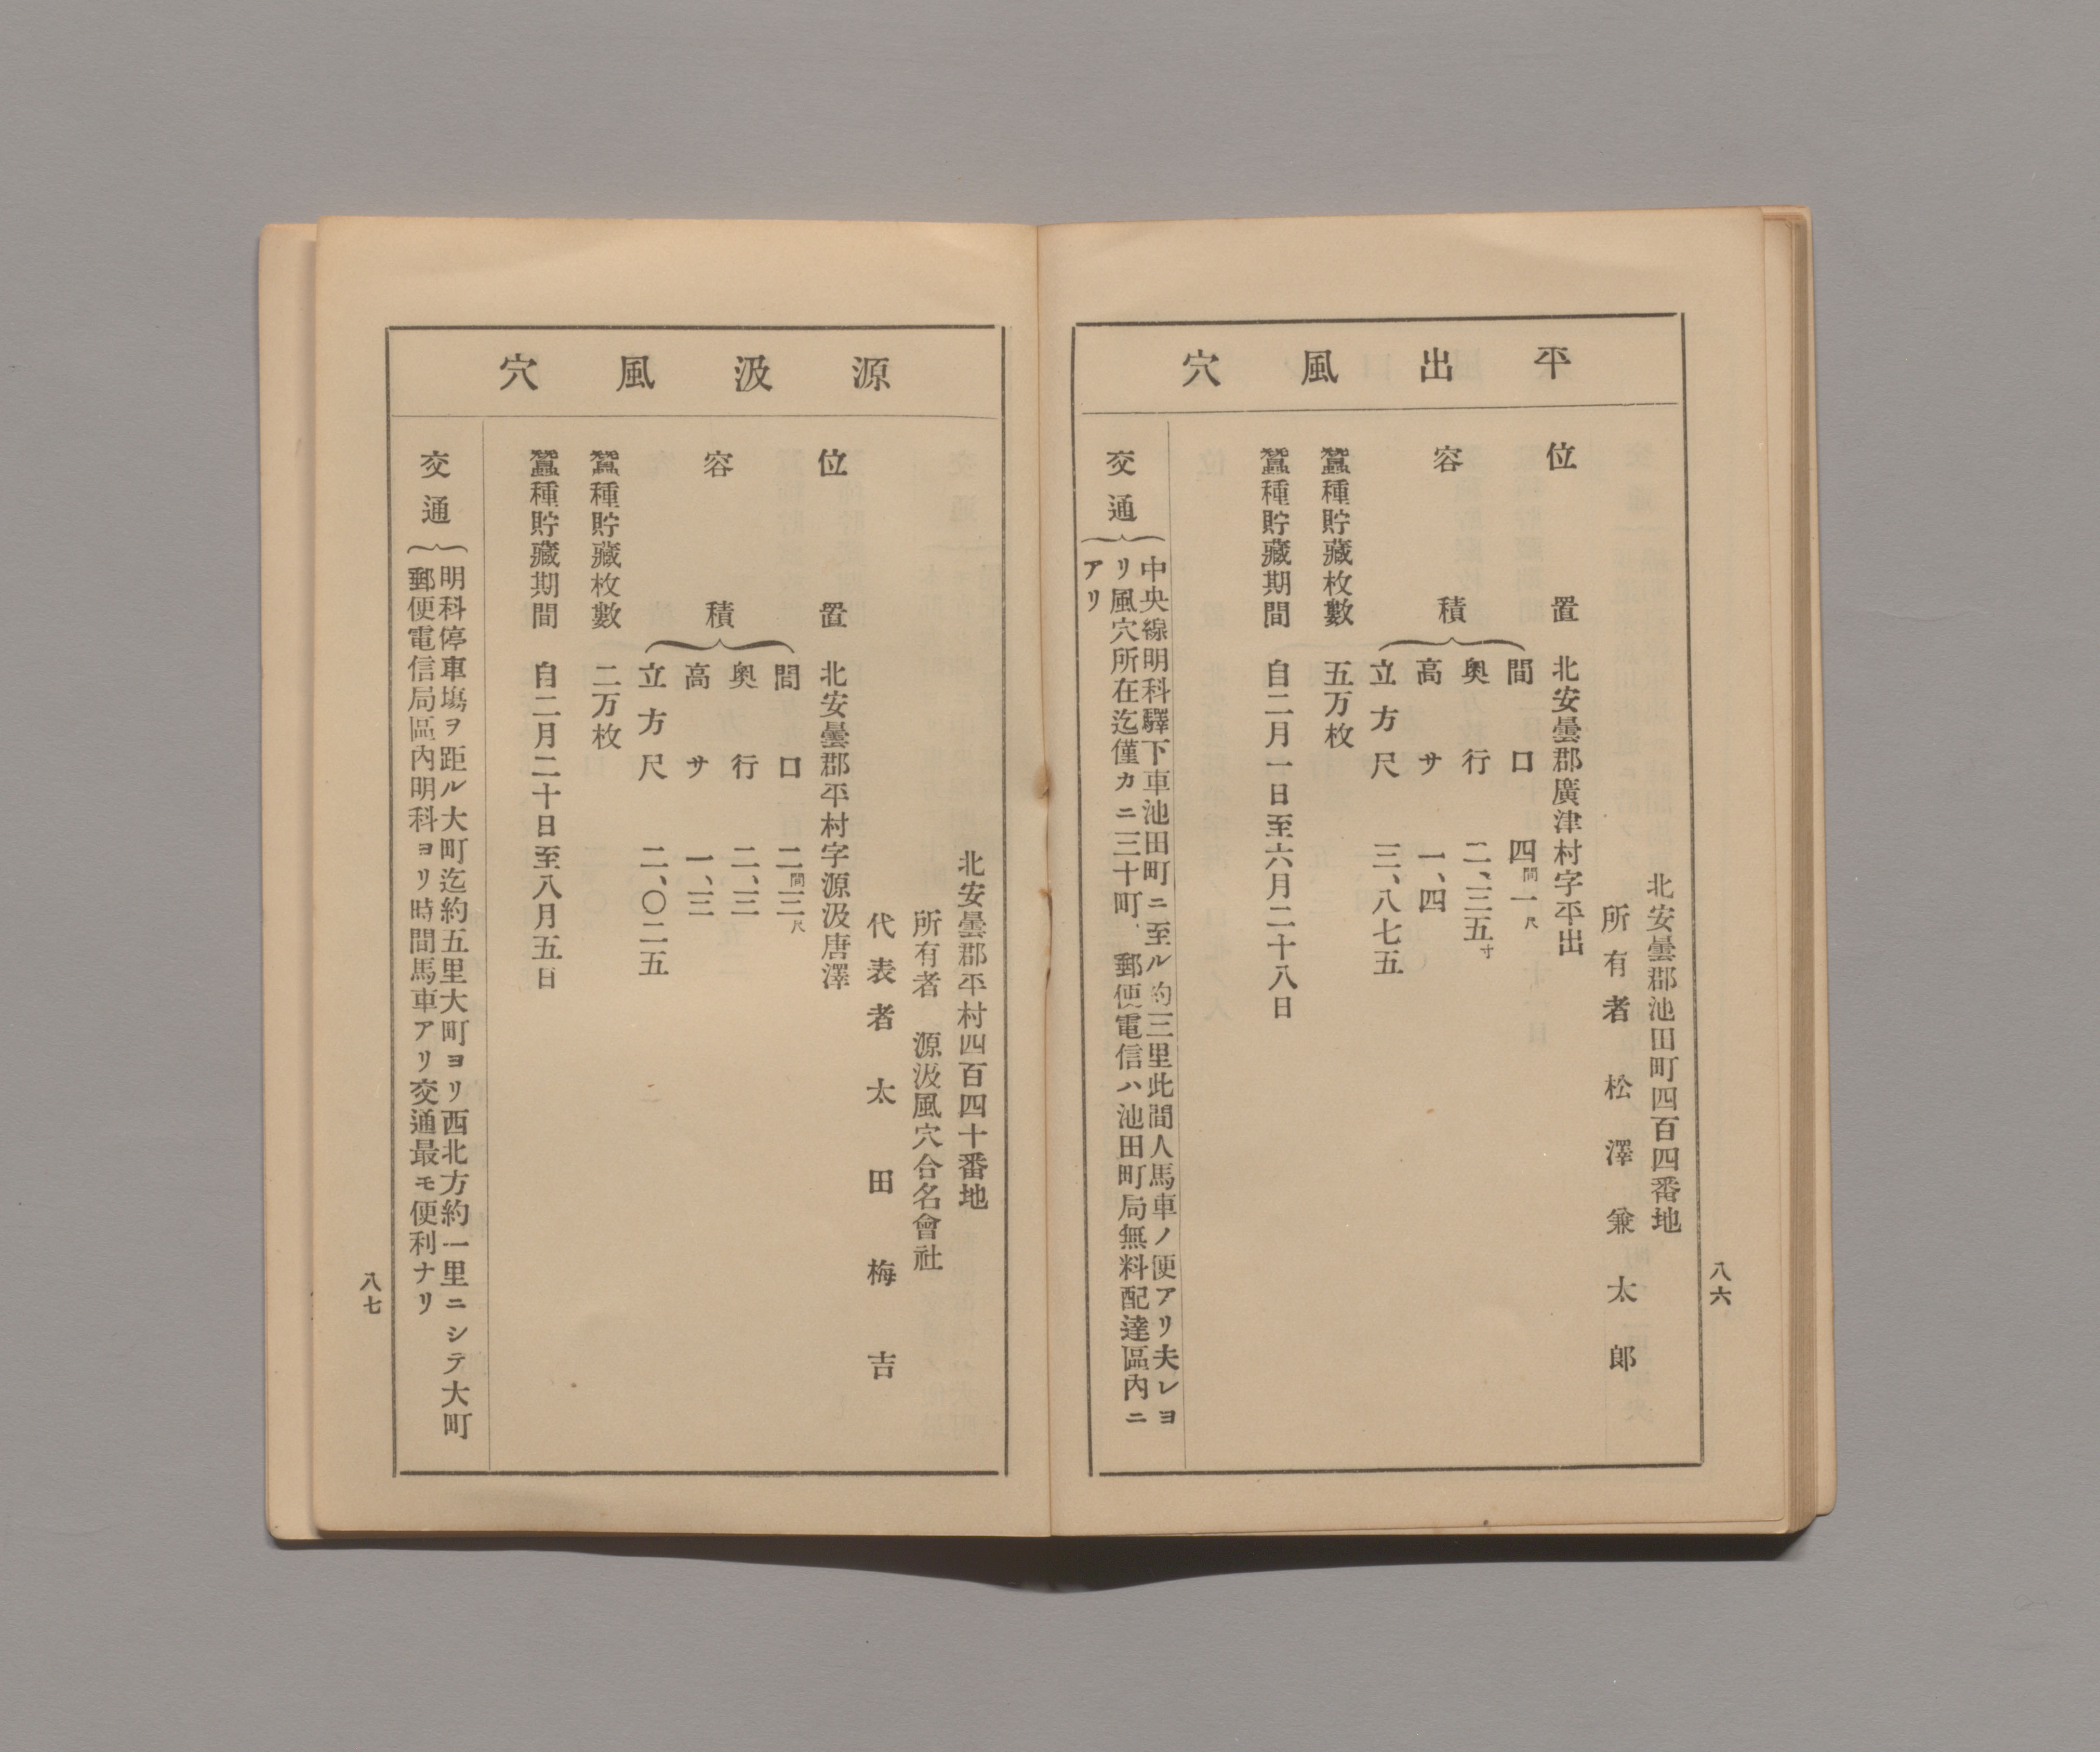 平出風穴
北安曇郡池田町四百四番地
所有者 松澤兼太郎
位置 北安曇郡廣津村字平出
容積
間口 四間一尺
奥行 二、三五寸
高サ 一、四
立方尺 三、八七五
蠶種貯藏枚數 五万枚
蠶種貯藏期間 自二月一日至六月二十八日
交通
中央線明科驛下車池田町ニ至ル約三里此間人馬車ノ便アリ夫レヨ
リ風穴所在迄僅カニ三十町、郵便電信ハ池田町局無料配達區内ニ
アリ
八六
源汲風穴
北安曇郡平村四百四十番地
所有者 源汲風穴合名會社
代表者 太田梅吉
位置 北安曇郡平村字源汲唐澤
容積
間口 二間三尺
奥行 二、三
高サ 一、三
立方尺 二、〇二五
蠶種貯藏枚數 二万枚
蠶種貯藏期間 自二月二十日至八月五日
交通
明科停車塲ヲ距ル大町迄約五里大町ヨリ西北方約一里ニシテ大町
郵便電信局區内明科ヨリ時間馬車アリ交通最モ便利ナリ
八七